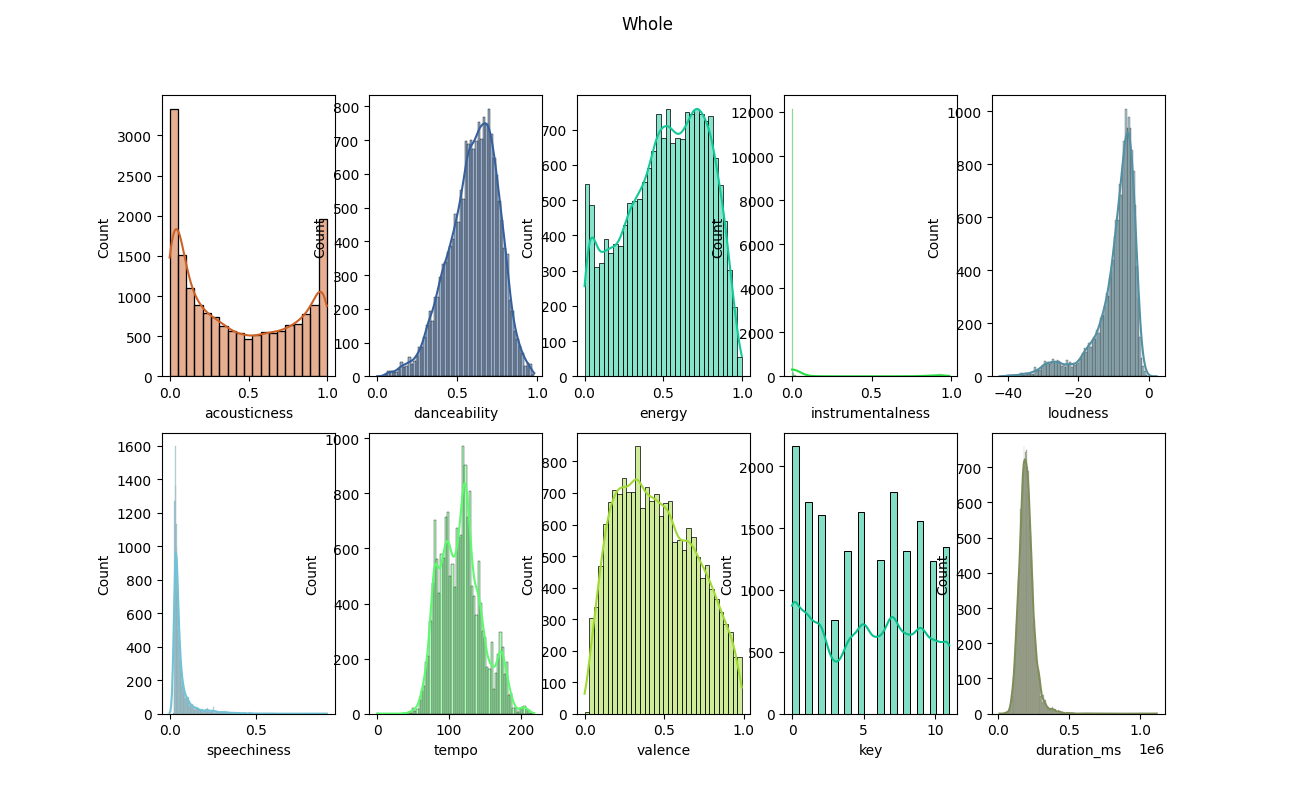 Whole
Count
3000
2500
2000
1500
1000
500
0
0.0 0.5 1.0
acousticness
Count
800
700
600
500
400
300
200
100
0
0.0 0.5 1.0
danceability
Count
700
600
500
400
300
200
100
0
0.0 0.5 1.0
energy
Count
12000
10000
8000
6000
4000
2000
0
0.0 0.5 1.0
instrumentalness
Count
1000
800
600
400
200
0
−40 −20 0
loudness
Count
1600
1400
1200
1000
800
600
400
200
0
0.0 0.5
speechiness
Count
1000
800
600
400
200
0
0 100 200
tempo
Count
800
700
600
500
400
300
200
100
0
0.0 0.5 1.0
valence
Count
2000
1500
1000
500
0
0 5 10
key
Count
700
600
500
400
300
200
100
0
0.0 0.5 1.0
1e6
duration_ms